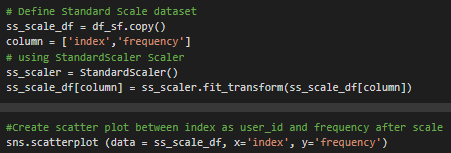 # Define Standard Scale dataset
ss_scale_df = df_sf.copy()
column = ['index','frequency']
# using StandardScaler Scaler
ss_scaler = StandardScaler()
ss_scale_df[column] = ss_scaler.fit_transform(ss_scale_df[column])
#Create scatter plot between index as user_id and frequency after scale
sns.scatterplot (data = ss_scale_df, x='index', y='frequency')